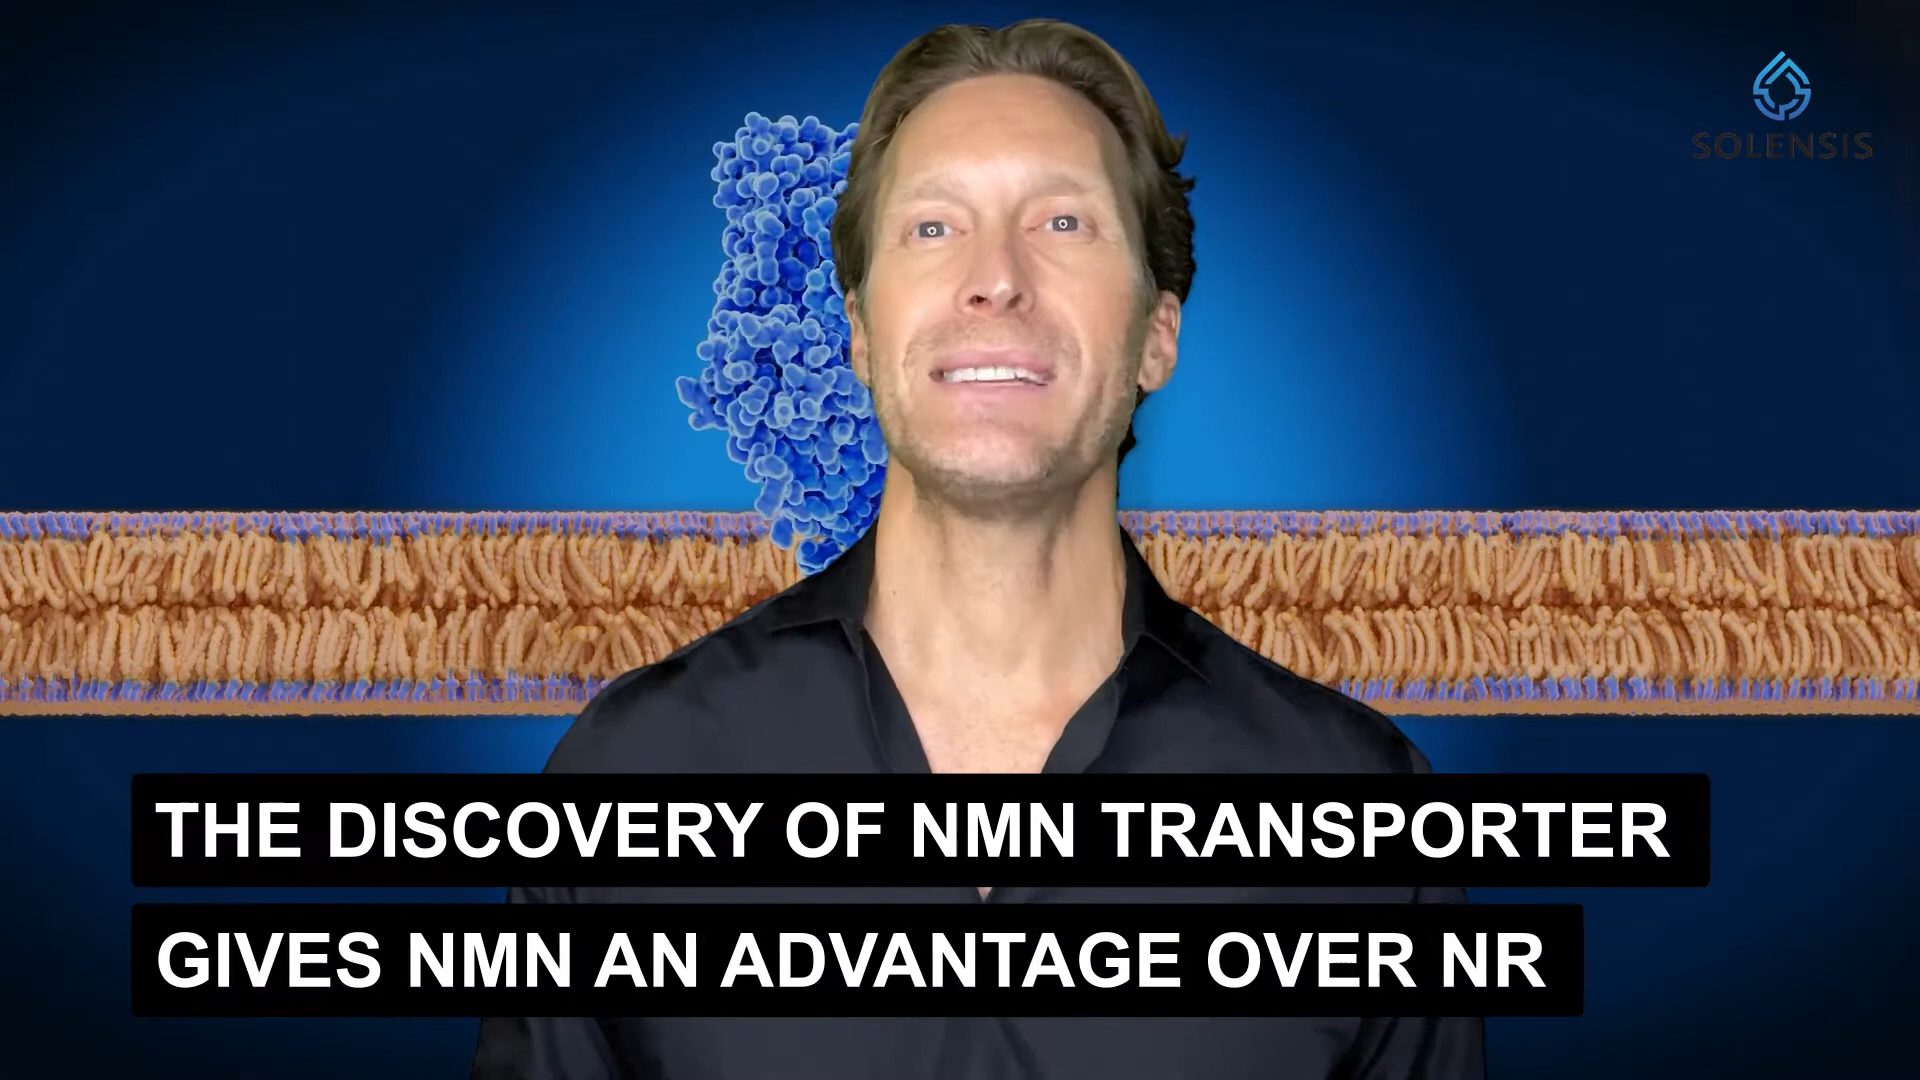 SOLENSIS
THE DISCOVERY OF NMN TRANSPORTER
GIVES NMN AN ADVANTAGE OVER NR